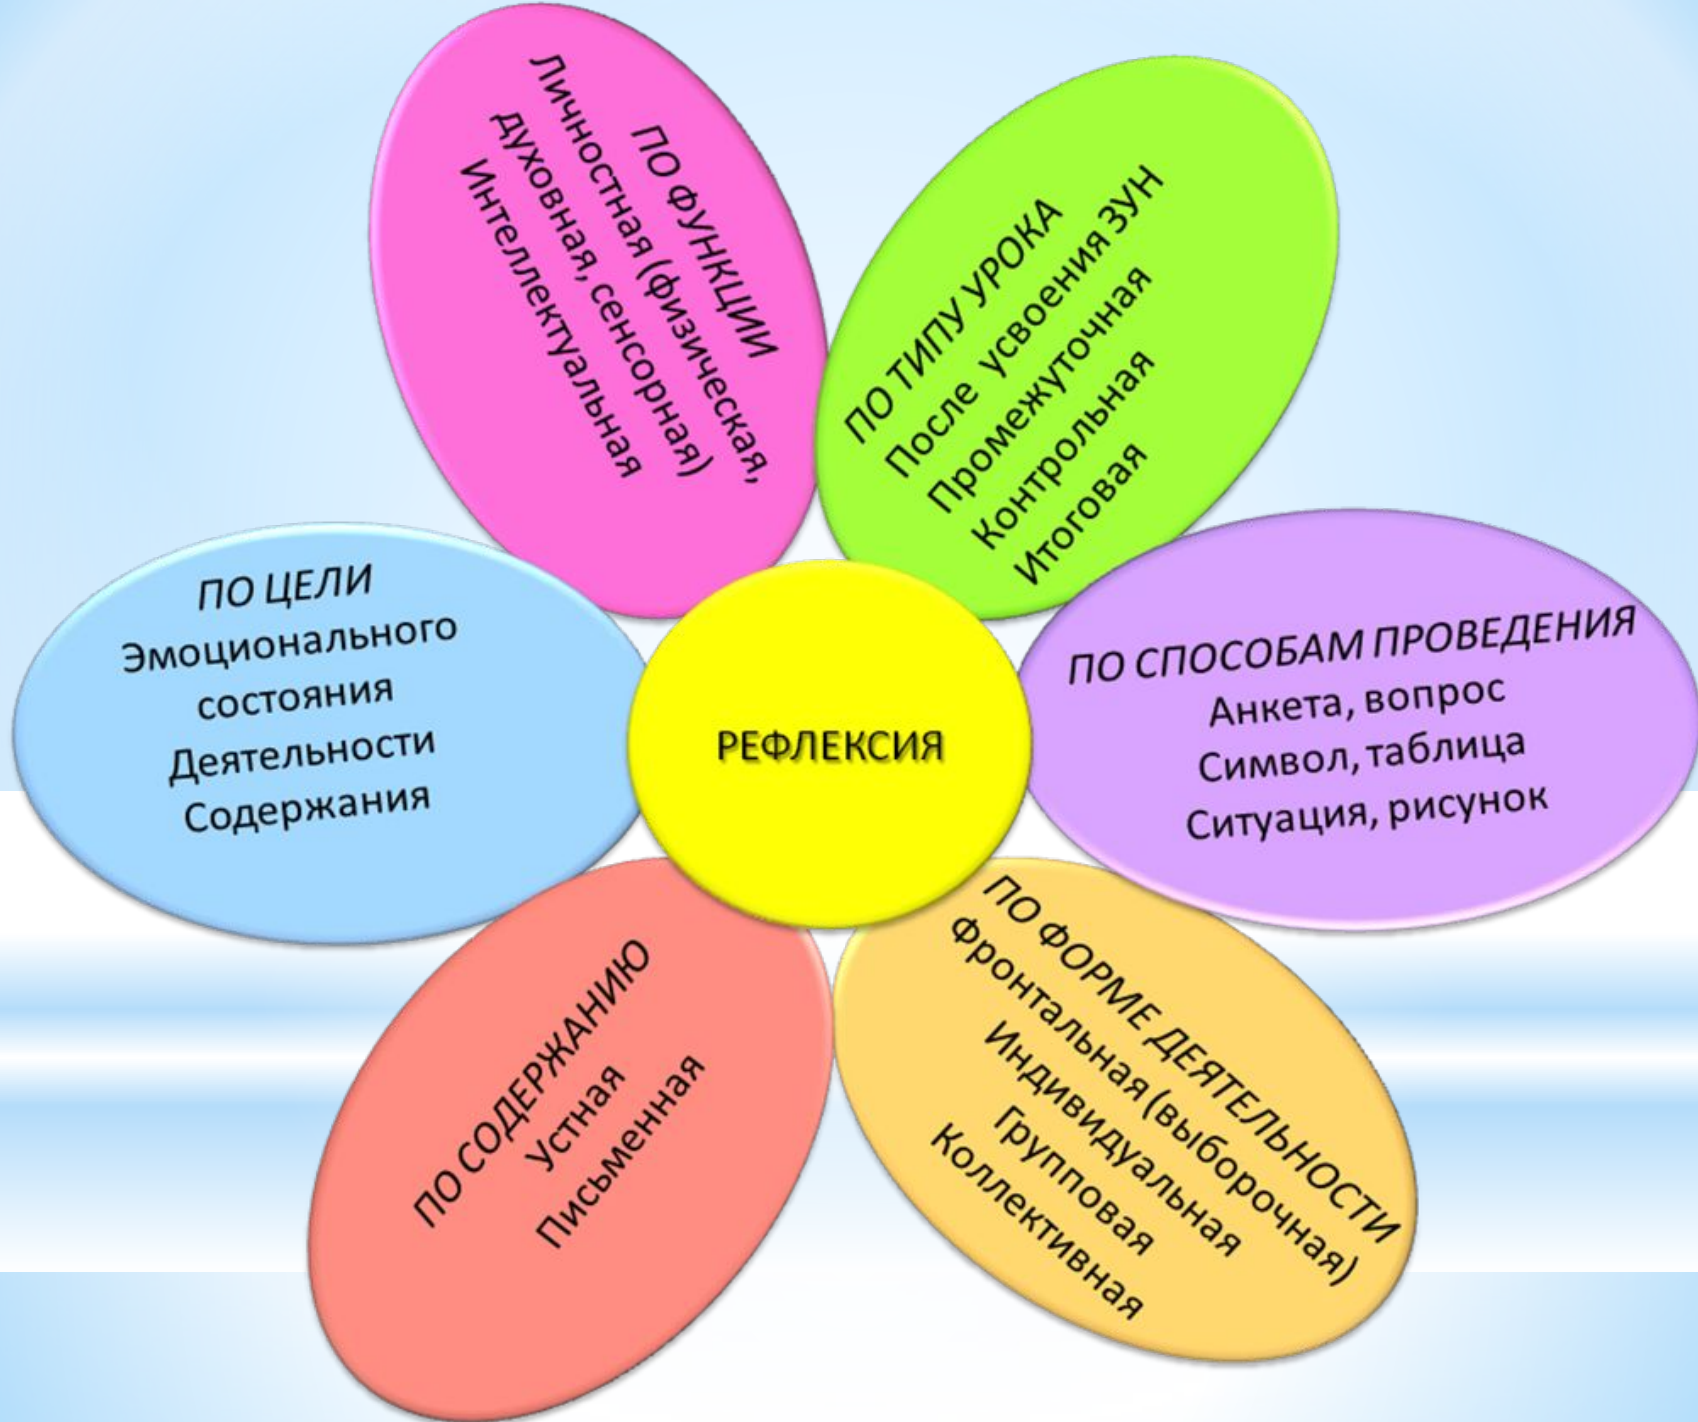 ПО ФУНКЦИИ
Личностная (физическая,
духовная, сенсорная)
Интеллектуальная
ПО ТИПУ УРОКА
После усвоения ЗУН
Промежуточная
Контрольная
Итоговая
ПО ЦЕЛИ
Эмоционального
состояния
Деятельности
Содержания
РЕФЛЕКСИЯ
ПО СПОСОБАМ ПРОВЕДЕНИЯ
Анкета, вопрос
Символ, таблица
Ситуация, рисунок
ПО СОДЕРЖАНИЮ
Устная
Письменная
ПО ФОРМЕ ДЕЯТЕЛЬНОСТИ
Фронтальная (выборочная)
Индивидуальная
Групповая
Коллективная